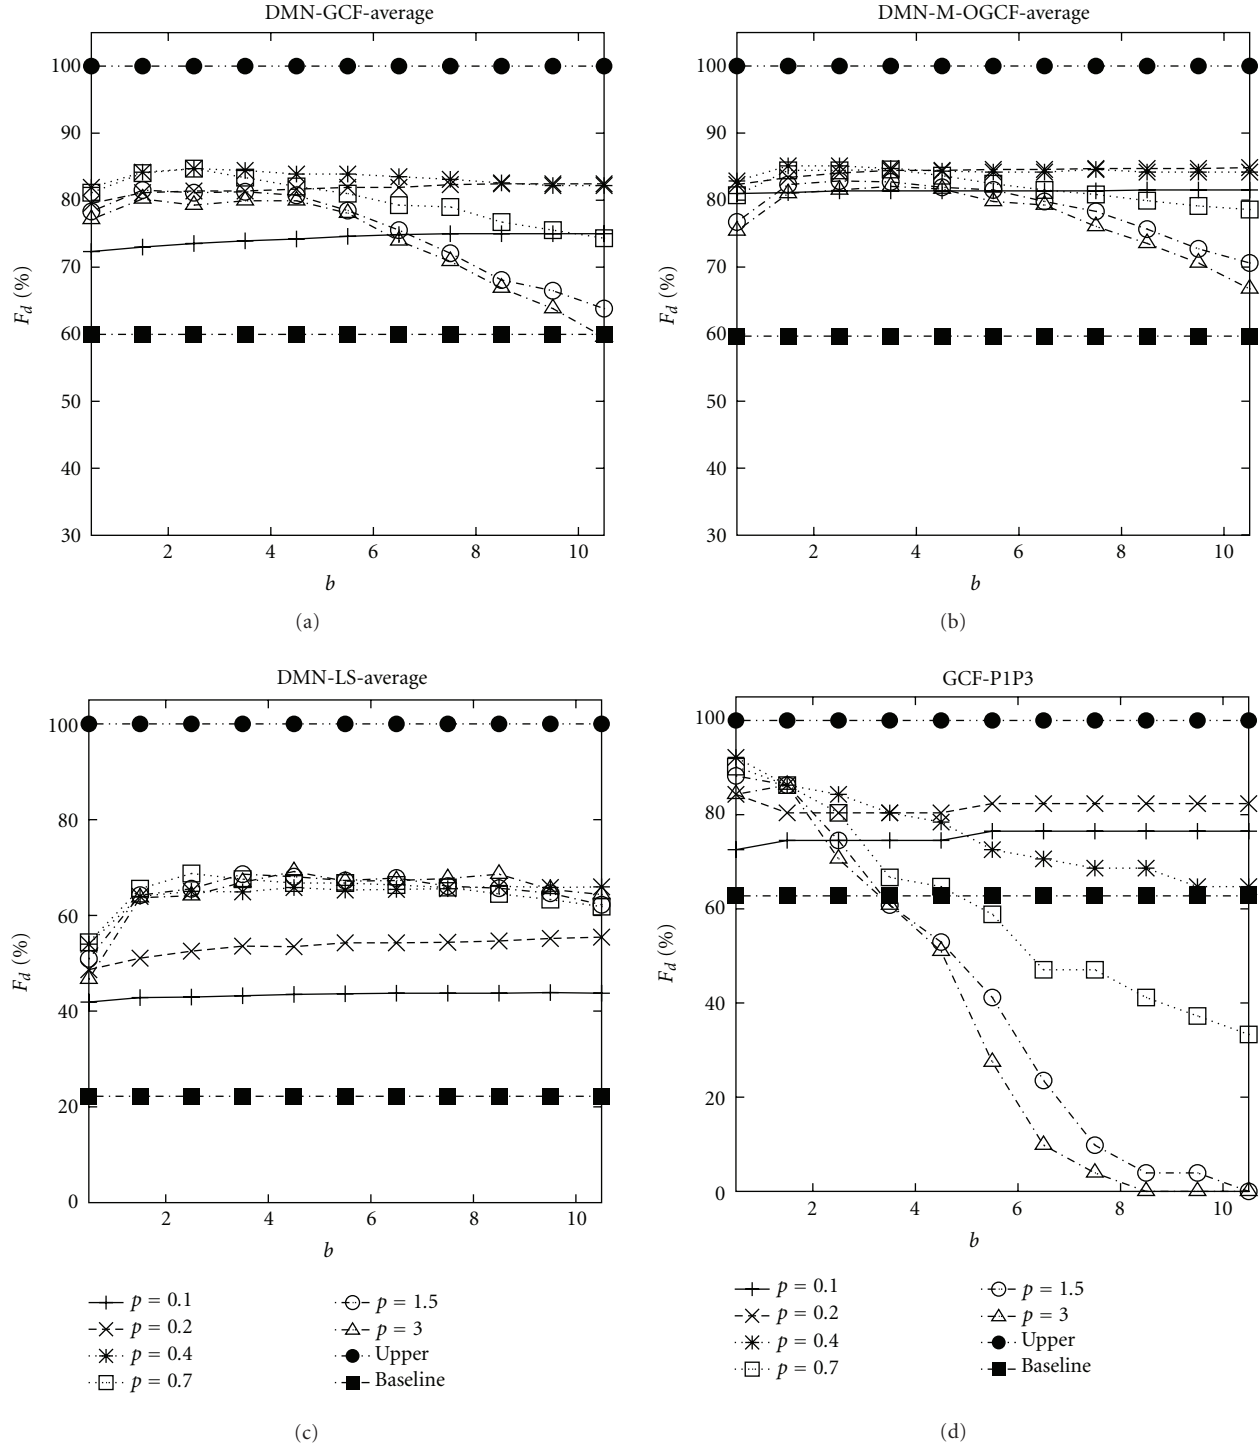 DMN-GCF-average
100
90
80
70
60
50
40
30
2 4 6 8 10
F_d (%)
b
(a)
DMN-M-OGCF-average
100
90
80
70
60
50
40
30
2 4 6 8 10
F_d (%)
b
(b)
DMN-LS-average
100
80
60
40
20
0
2 4 6 8 10
F_d (%)
b
p = 0.1
p = 0.2
p = 0.4
p = 0.7
p = 1.5
p = 3
Upper
Baseline
(c)
GCF-P1P3
100
80
60
40
20
0
2 4 6 8 10
F_d (%)
b
p = 0.1
p = 0.2
p = 0.4
p = 0.7
p = 1.5
p = 3
Upper
Baseline
(d)